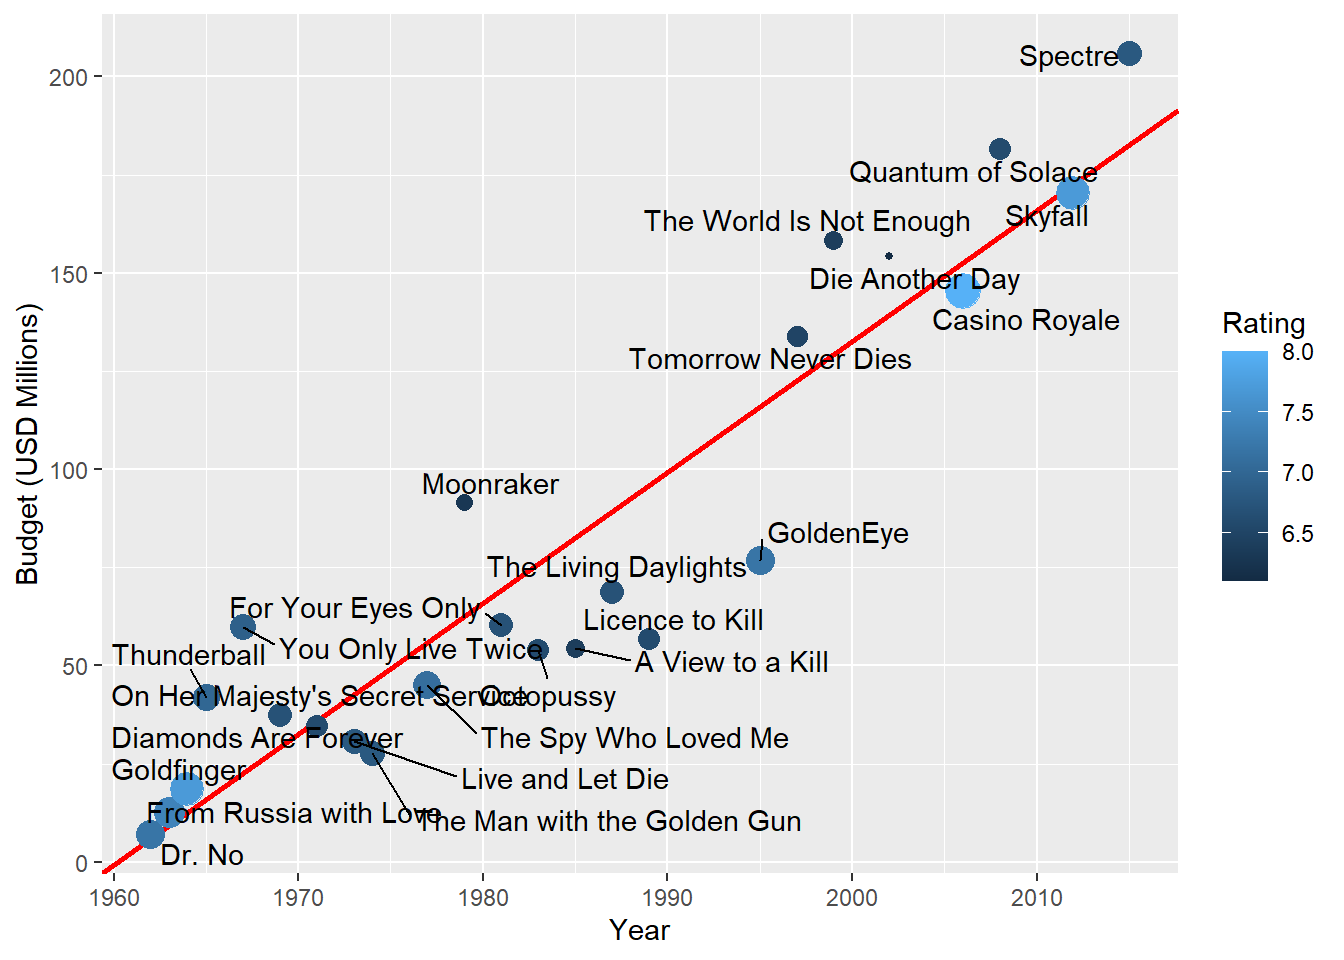 200
150
100
50
0
Budget (USD Millions)
Spectre
Quantum of Solace
Skyfall
The World Is Not Enough
Die Another Day
Casino Royale
Tomorrow Never Dies
Moonraker
GoldenEye
The Living Daylights
For Your Eyes Only
Licence to Kill
You Only Live Twice
Thunderball
A View to a Kill
On Her Majesty's Secret Service
Octopussy
Diamonds Are Forever
The Spy Who Loved Me
Goldfinger
Live and Let Die
From Russia with Love
The Man with the Golden Gun
Dr. No
1960
1970
1980
1990
2000
2010
Year
Rating
8.0
7.5
7.0
6.5